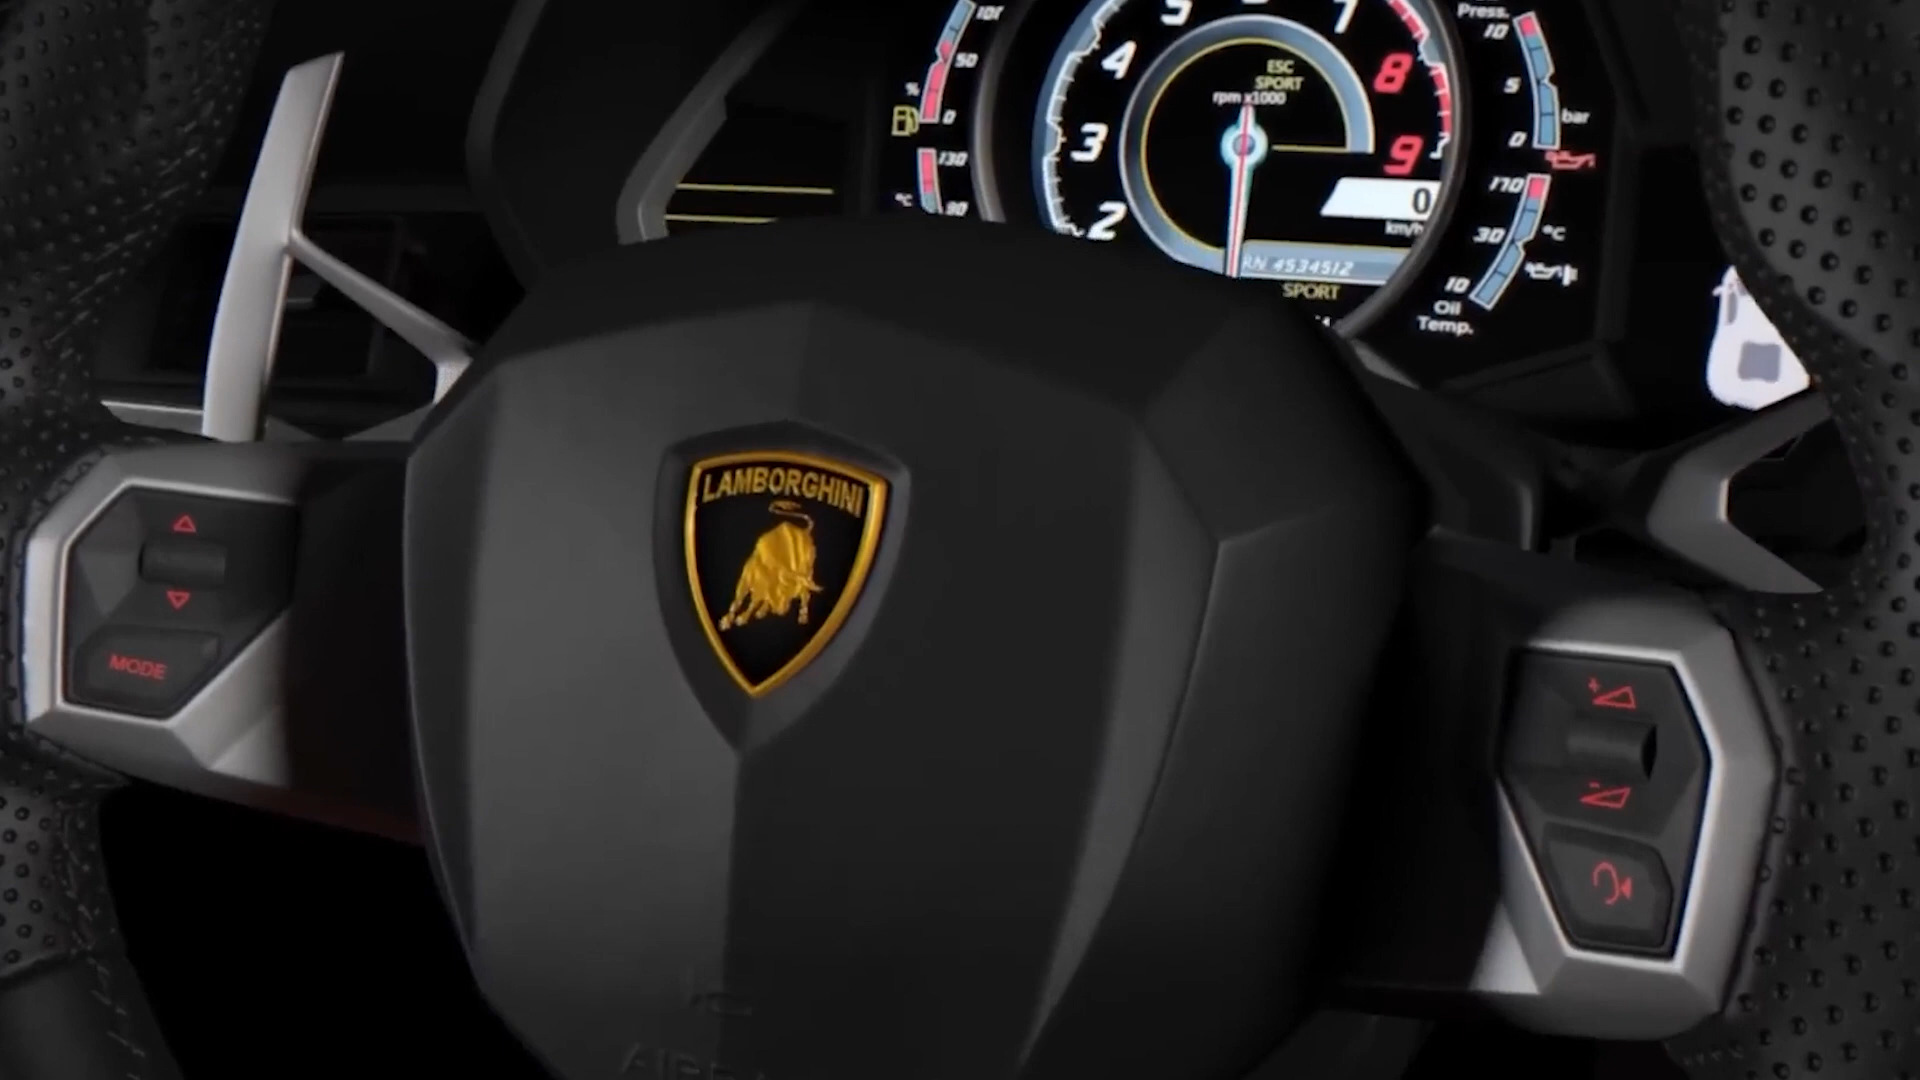 100
50
%
0
130
°C
90
5
7
4
3
2
8
9
ESC
SPORT
rpm x1000
0
km/h
4534512
SPORT
Press.
10
5
0
bar
170
30
°C
10
Oil
Temp.
LAMBORGHINI
MODE